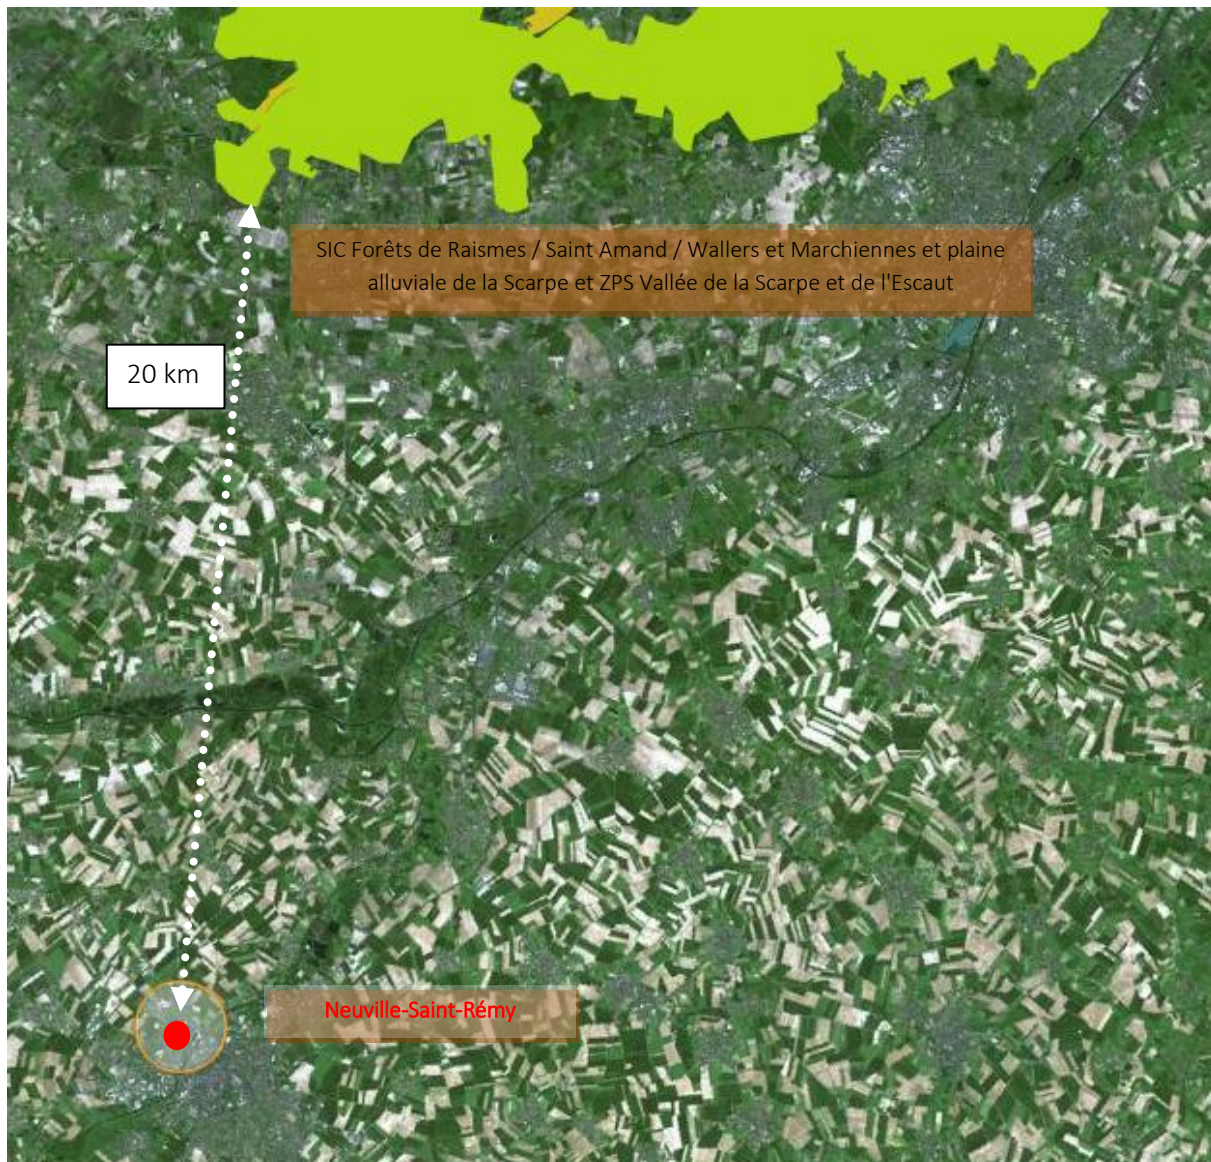 SIC Forêts de Raismes / Saint Amand / Wallers et Marchiennes et plaine
alluviale de la Scarpe et ZPS Vallée de la Scarpe et de l'Escaut
20 km
Neuville-Saint-Rémy